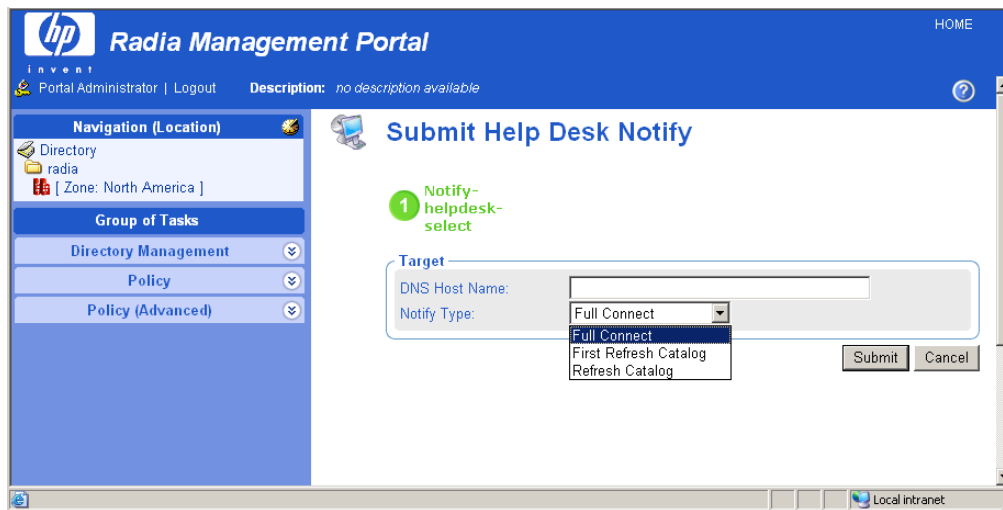 HOME
hp
Radia Management Portal
invent
Portal Administrator | Logout
Description: no description available
?
Navigation (Location)
Directory
radia
[ Zone: North America ]
Group of Tasks
Directory Management
Policy
Policy (Advanced)
Submit Help Desk Notify
1
Notify-
helpdesk-
select
Target
DNS Host Name:
Notify Type:
Full Connect
Full Connect
First Refresh Catalog
Refresh Catalog
Submit
Cancel
Local intranet